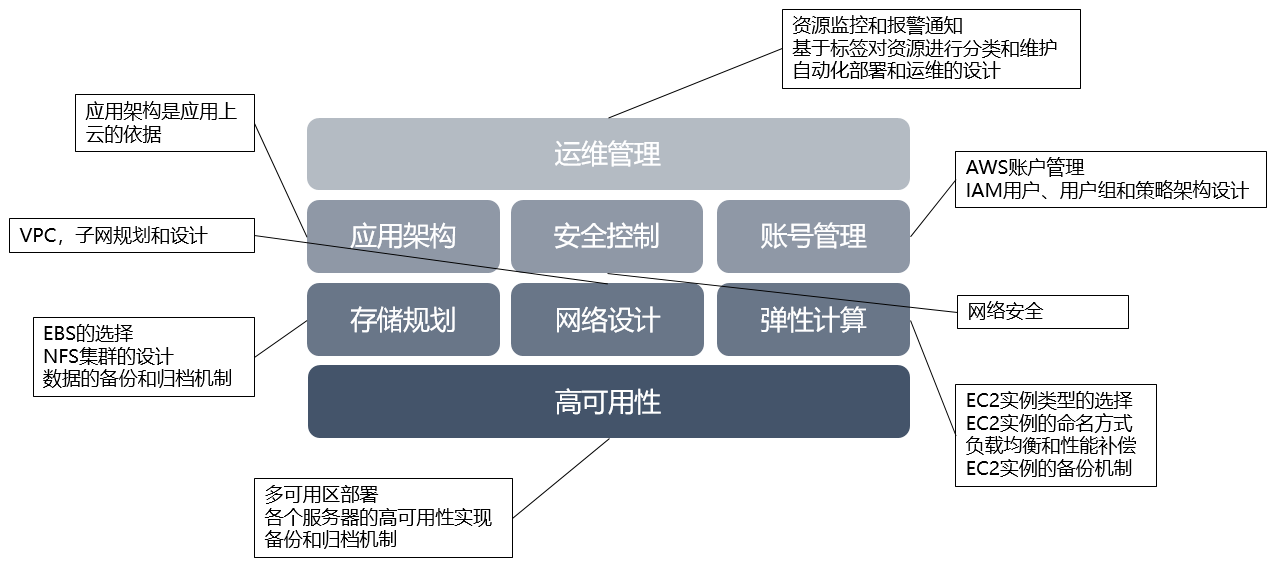 资源监控和报警通知
基于标签对资源进行分类和维护
自动化部署和运维的设计
应用架构是应用上
云的依据
运维管理
AWS账户管理
IAM用户、用户组和策略架构设计
应用架构
安全控制
账号管理
VPC，子网规划和设计
网络安全
存储规划
网络设计
弹性计算
EBS的选择
NFS集群的设计
数据的备份和归档机制
高可用性
EC2实例类型的选择
EC2实例的命名方式
负载均衡和性能补偿
EC2实例的备份机制
多可用区部署
各个服务器的高可用性实现
备份和归档机制